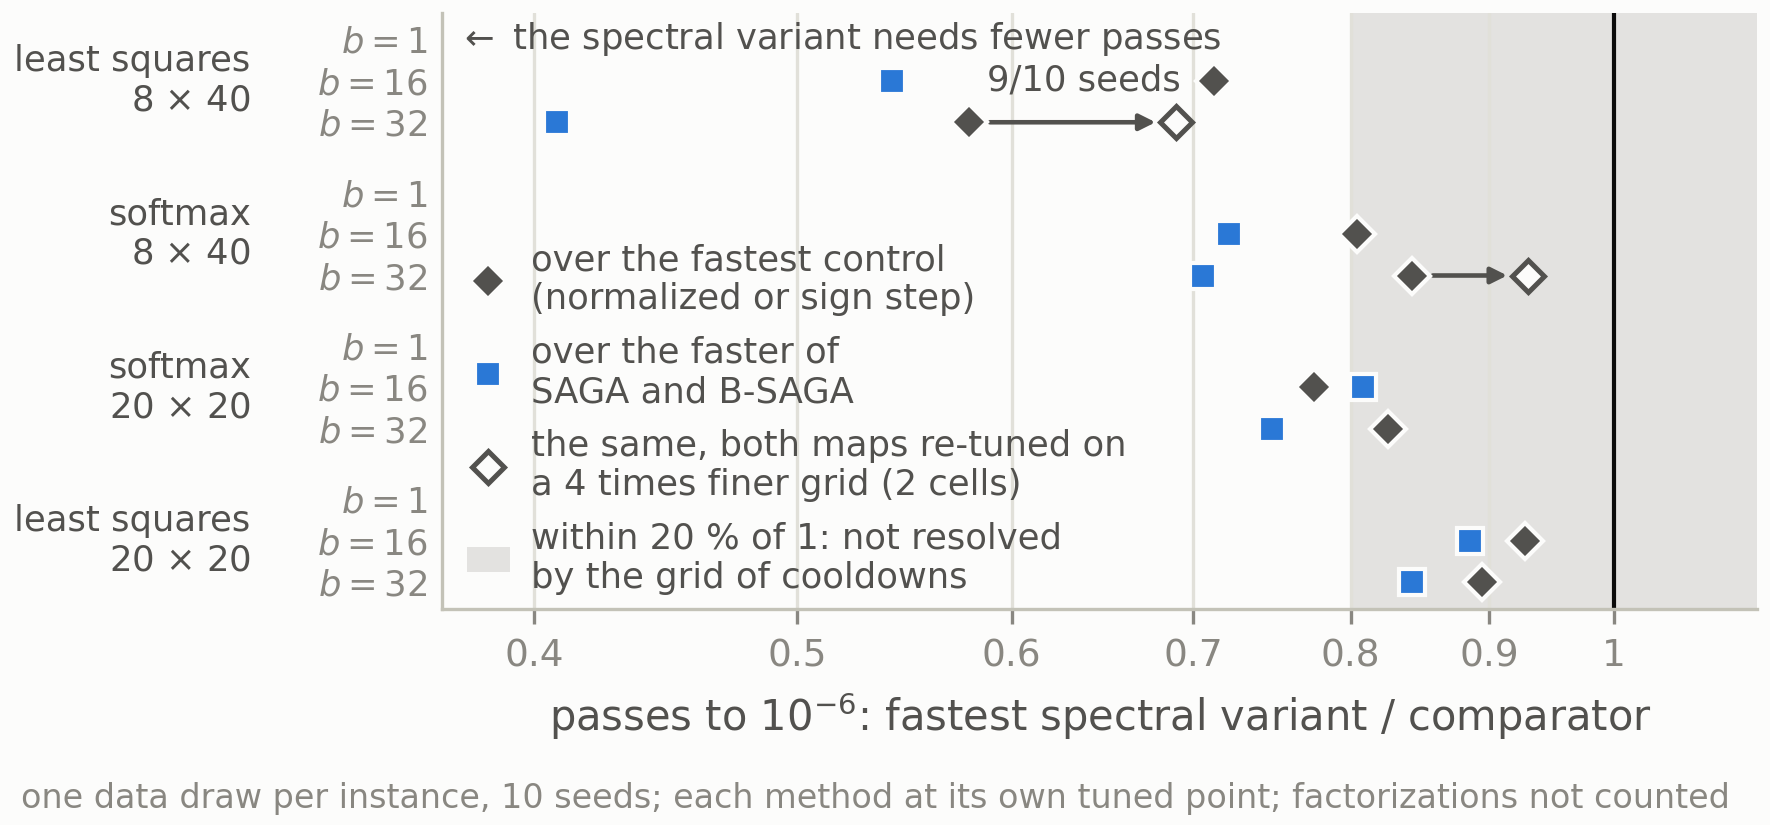 ← the spectral variant needs fewer passes
least squares
8 × 40
b = 1
b = 16
b = 32
9/10 seeds
softmax
8 × 40
b = 1
b = 16
b = 32
over the fastest control
(normalized or sign step)
softmax
20 × 20
b = 1
b = 16
b = 32
over the faster of
SAGA and B-SAGA
the same, both maps re-tuned on
a 4 times finer grid (2 cells)
least squares
20 × 20
b = 1
b = 16
b = 32
within 20 % of 1: not resolved
by the grid of cooldowns
0.4 0.5 0.6 0.7 0.8 0.9 1
passes to 10⁻⁶: fastest spectral variant / comparator
one data draw per instance, 10 seeds; each method at its own tuned point; factorizations not counted